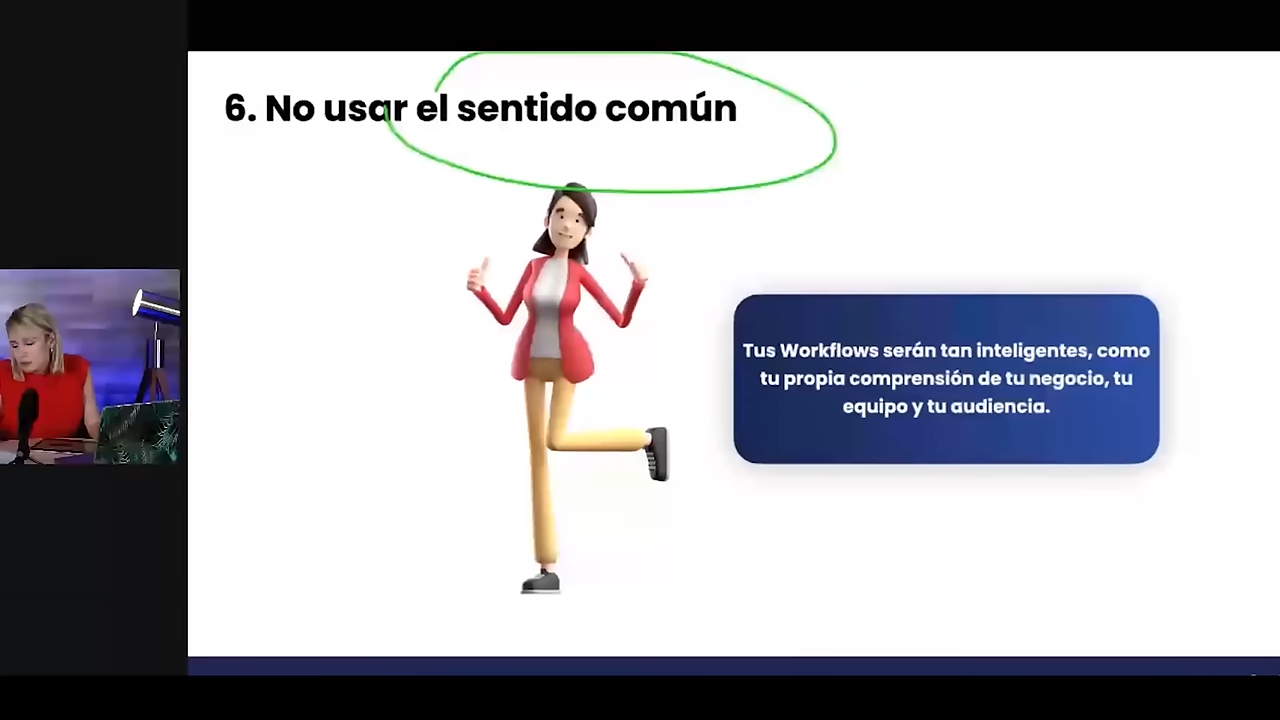 6. No usar el sentido común
Tus Workflows serán tan inteligentes, como
tu propia comprensión de tu negocio, tu
equipo y tu audiencia.